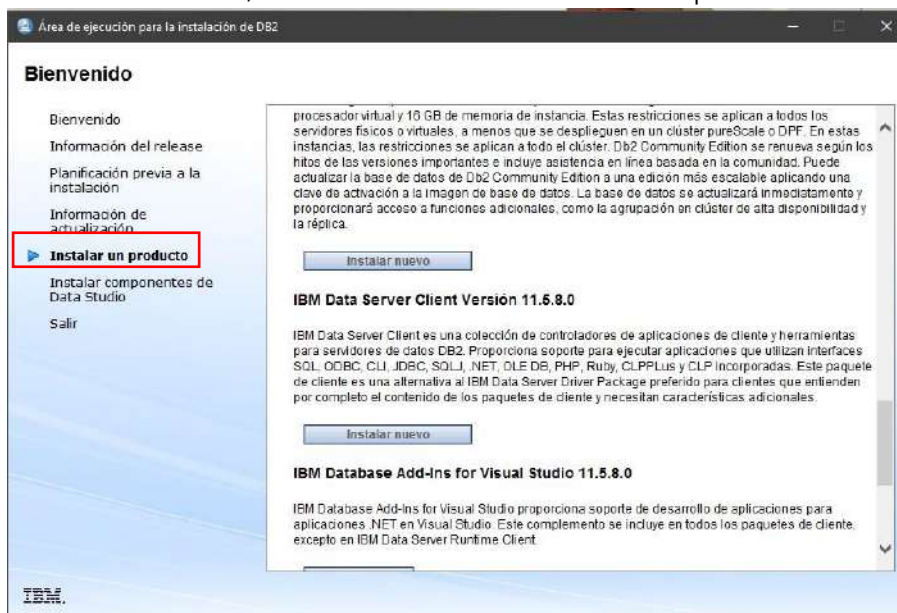 Área de ejecución para la instalación de DB2
Bienvenido
Bienvenido
Información del release
Planificación previa a la
instalación
Información de
actualización
Instalar un producto
Instalar componentes de
Data Studio
Salir
procesador virtual y 16 GB de memoria de instancia. Estas restricciones se aplican a todos los
servidores físicos o virtuales, a menos que se desplieguen en un clúster pureScale o DPF. En estas
instancias, las restricciones se aplican a todo el clúster. Db2 Community Edition se renueva según los
hitos de las versiones importantes e incluye asistencia en línea basada en la comunidad. Puede
actualizar la base de datos de Db2 Community Edition a una edición más escalable aplicando una
clave de activación a la imagen de base de datos. La base de datos se actualizará inmediatamente y
proporcionará acceso a funciones adicionales, como la agrupación en clúster de alta disponibilidad y
la réplica.
Instalar nuevo
IBM Data Server Client Versión 11.5.8.0
IBM Data Server Client es una colección de controladores de aplicaciones de cliente y herramientas
para servidores de datos DB2. Proporciona soporte para ejecutar aplicaciones que utilizan interfaces
SQL, ODBC, CLI, JDBC, SQLJ, .NET, OLE DB, PHP, Ruby, CLPPLus y CLP incorporadas. Este paquete
de cliente es una alternativa al IBM Data Server Driver Package preferido para clientes que entienden
por completo el contenido de los paquetes de cliente y necesitan características adicionales.
Instalar nuevo
IBM Database Add-Ins for Visual Studio 11.5.8.0
IBM Database Add-Ins for Visual Studio proporciona soporte de desarrollo de aplicaciones para
aplicaciones .NET en Visual Studio. Este complemento se incluye en todos los paquetes de cliente,
excepto en IBM Data Server Runtime Client.
IBM.